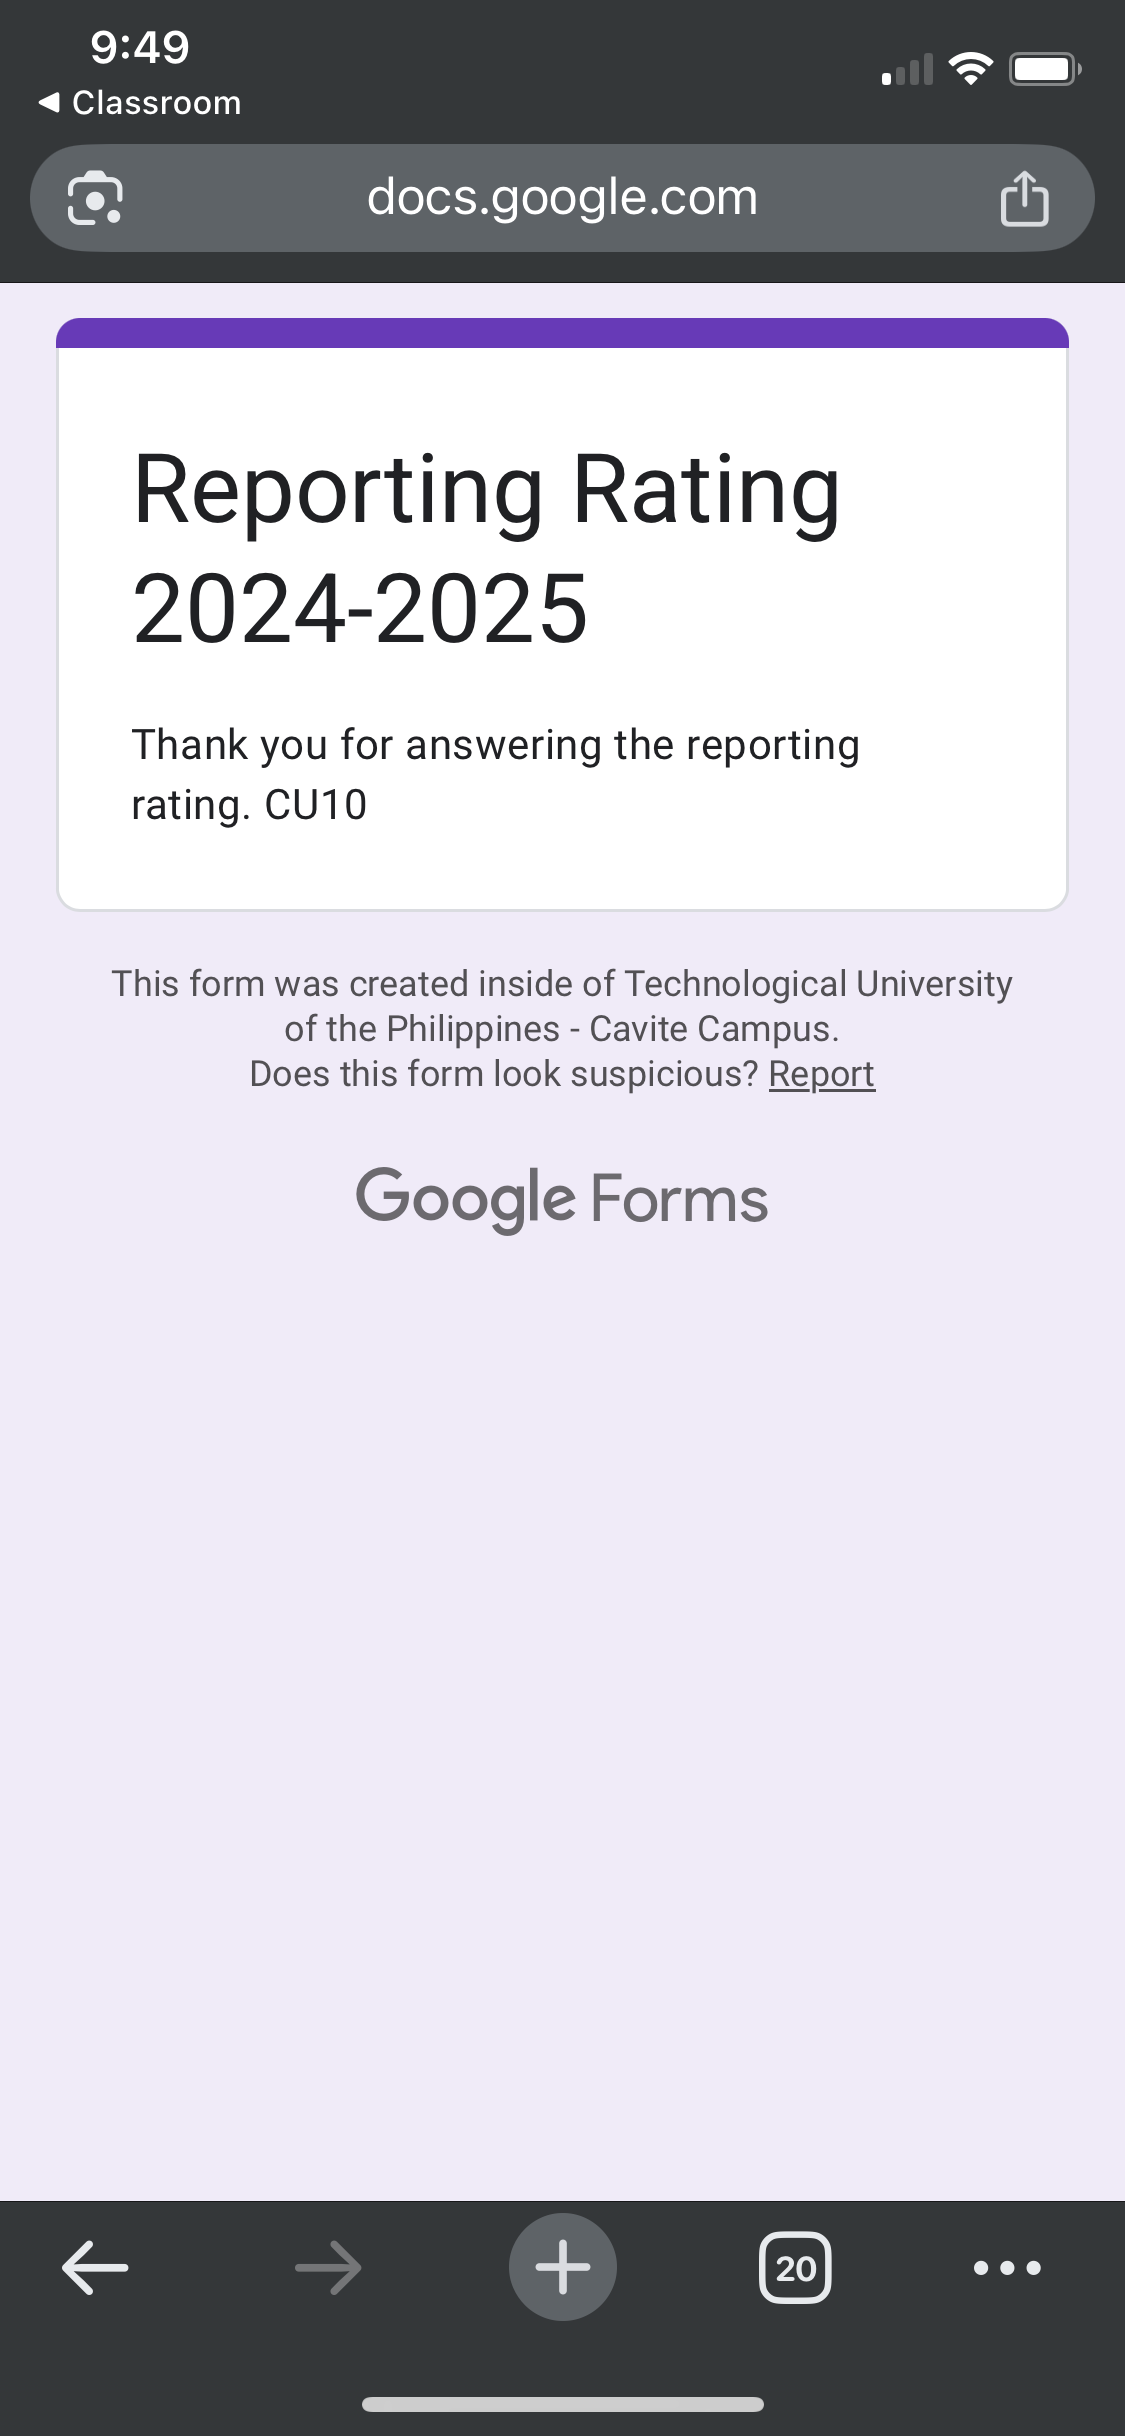 9:49
Classroom
docs.google.com
Reporting Rating
2024-2025
Thank you for answering the reporting
rating. CU10
This form was created inside of Technological University
of the Philippines - Cavite Campus.
Does this form look suspicious? Report
Google Forms
20